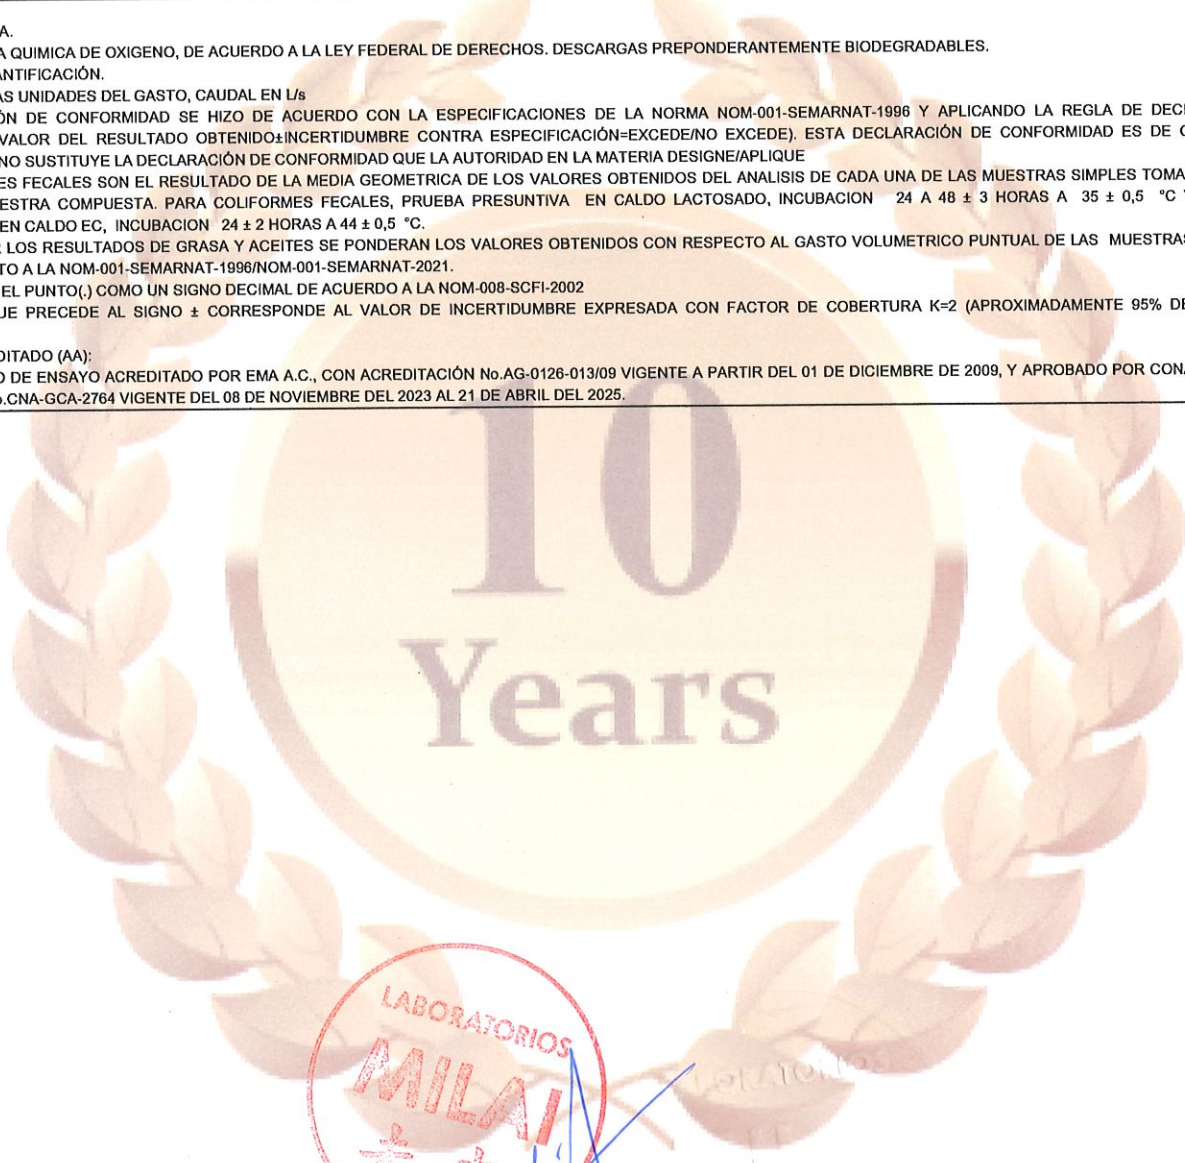 A.
A QUIMICA DE OXIGENO, DE ACUERDO A LA LEY FEDERAL DE DERECHOS. DESCARGAS PREPONDERANTEMENTE BIODEGRADABLES.
ANTIFICACIÓN.
AS UNIDADES DEL GASTO, CAUDAL EN L/s
ÓN DE CONFORMIDAD SE HIZO DE ACUERDO CON LA ESPECIFICACIONES DE LA NORMA NOM-001-SEMARNAT-1996 Y APLICANDO LA REGLA DE DECI
VALOR DEL RESULTADO OBTENIDO±INCERTIDUMBRE CONTRA ESPECIFICACIÓN=EXCEDE/NO EXCEDE). ESTA DECLARACIÓN DE CONFORMIDAD ES DE
NO SUSTITUYE LA DECLARACIÓN DE CONFORMIDAD QUE LA AUTORIDAD EN LA MATERIA DESIGNE/APLIQUE
ES FECALES SON EL RESULTADO DE LA MEDIA GEOMETRICA DE LOS VALORES OBTENIDOS DEL ANALISIS DE CADA UNA DE LAS MUESTRAS SIMPLES TOMA
ESTRA COMPUESTA. PARA COLIFORMES FECALES, PRUEBA PRESUNTIVA EN CALDO LACTOSADO, INCUBACION 24 A 48 ± 3 HORAS A 35 ± 0,5 °C
EN CALDO EC, INCUBACION 24 ± 2 HORAS A 44 ± 0,5 °C.
LOS RESULTADOS DE GRASA Y ACEITES SE PONDERAN LOS VALORES OBTENIDOS CON RESPECTO AL GASTO VOLUMETRICO PUNTUAL DE LAS MUESTRAS
TO A LA NOM-001-SEMARNAT-1996/NOM-001-SEMARNAT-2021.
EL PUNTO(.) COMO UN SIGNO DECIMAL DE ACUERDO A LA NOM-008-SCFI-2002
UE PRECEDE AL SIGNO ± CORRESPONDE AL VALOR DE INCERTIDUMBRE EXPRESADA CON FACTOR DE COBERTURA K=2 (APROXIMADAMENTE 95% DE
DITADO (AA):
O DE ENSAYO ACREDITADO POR EMA A.C., CON ACREDITACIÓN No.AG-0126-013/09 VIGENTE A PARTIR DEL 01 DE DICIEMBRE DE 2009, Y APROBADO POR CONA
o.CNA-GCA-2764 VIGENTE DEL 08 DE NOVIEMBRE DEL 2023 AL 21 DE ABRIL DEL 2025.
10
Years
LABORATORIOS
MILAI